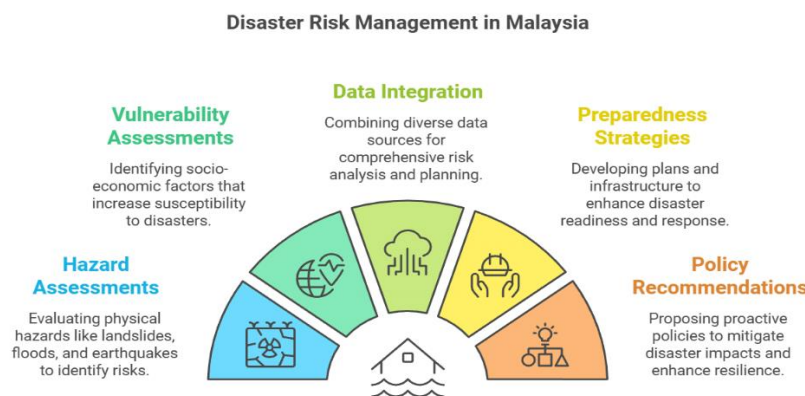 Disaster Risk Management in Malaysia
Data Integration
Combining diverse data
sources for
comprehensive risk
analysis and planning.
Vulnerability
Assessments
Identifying socio-
economic factors that
increase susceptibility
to disasters.
Preparedness
Strategies
Developing plans and
infrastructure to
enhance disaster
readiness and response.
Hazard
Assessments
Evaluating physical
hazards like landslides,
floods, and earthquakes
to identify risks.
Policy
Recommendations
Proposing proactive
policies to mitigate
disaster impacts and
enhance resilience.